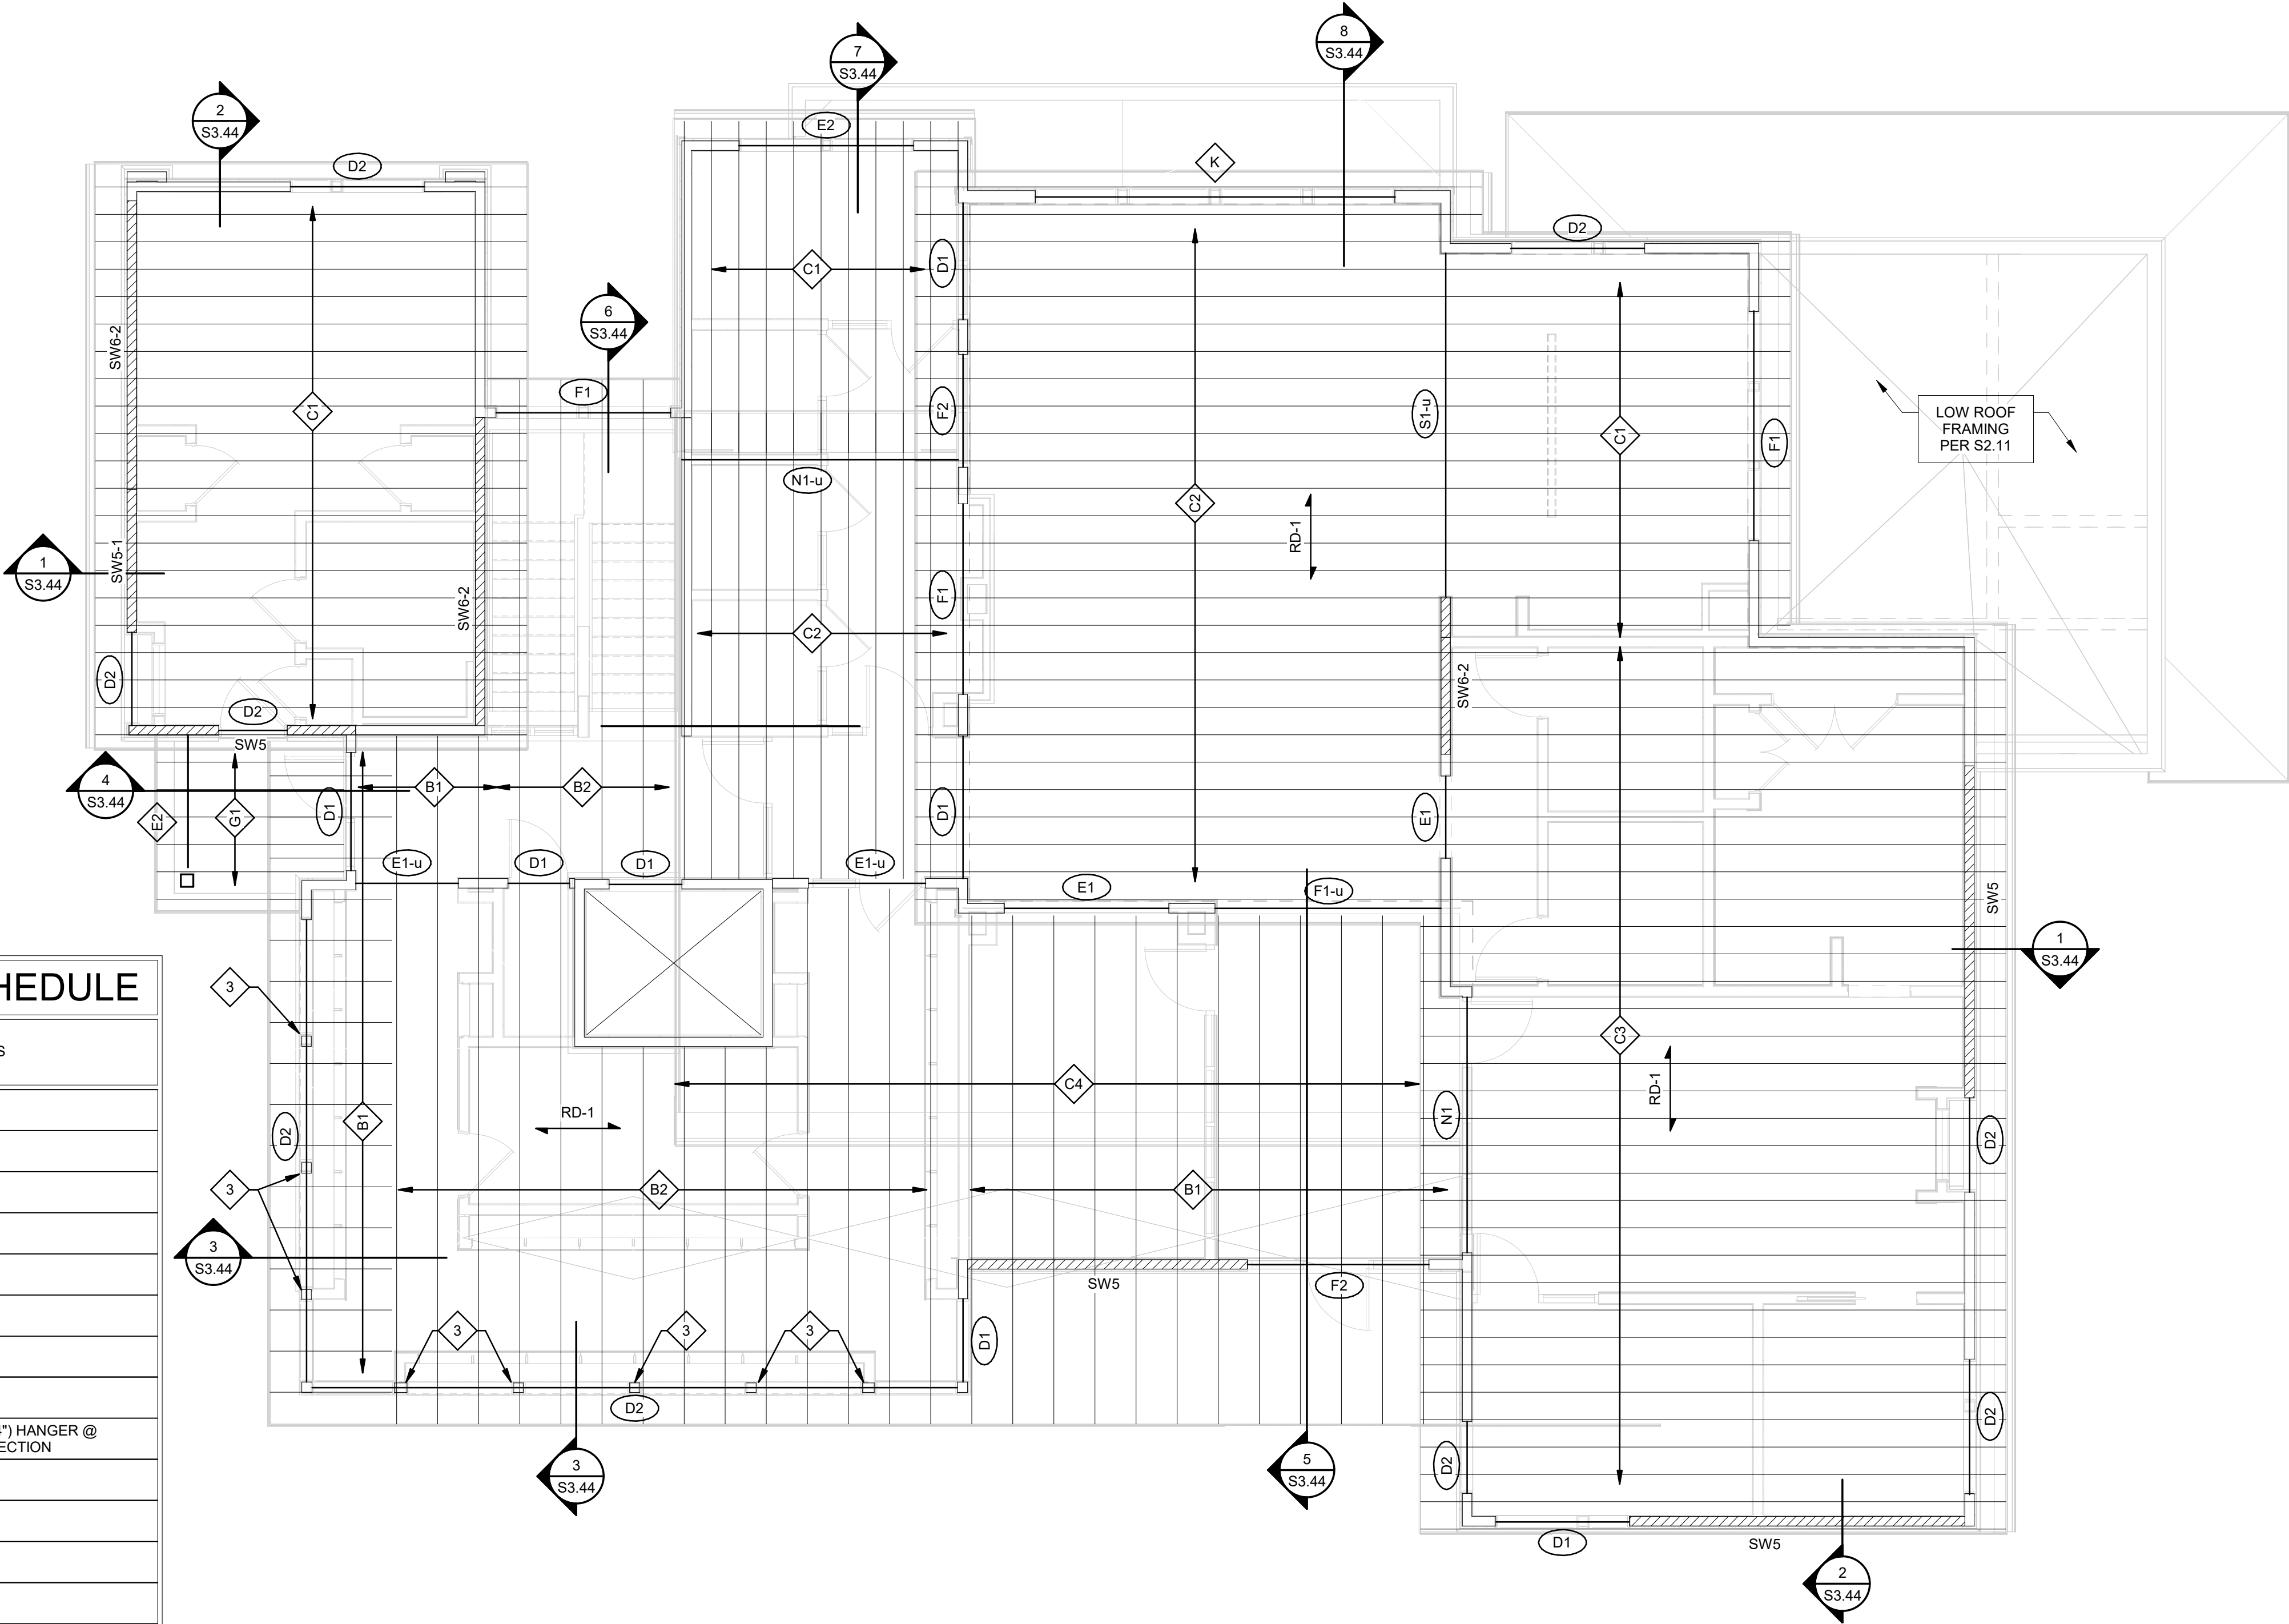 8
S3.44
7
S3.44
2
S3.44
E2
D2
K
D2
C1
D1
6
S3.44
F1
SW6-2
C1
F2
S1-u
C1
F1
LOW ROOF
FRAMING
PER S2.11
N1-u
C2
RD-1
1
S3.44
SW5-1
SW6-2
F1
C2
D2
D2
SW5
SW6-2
4
S3.44
B1
B2
E2
G1
D1
D1
E1
E1-u
D1
D1
E1-u
E1
F1-u
SW5
1
S3.44
HEDULE
S
3
C4
C3
RD-1
RD-1
D2
B1
N1
D2
3
B2
B1
3
S3.44
SW5
F2
3
3
3
D1
D2
D2
D2
4") HANGER @
ECTION
3
S3.44
5
S3.44
D1
SW5
2
S3.44